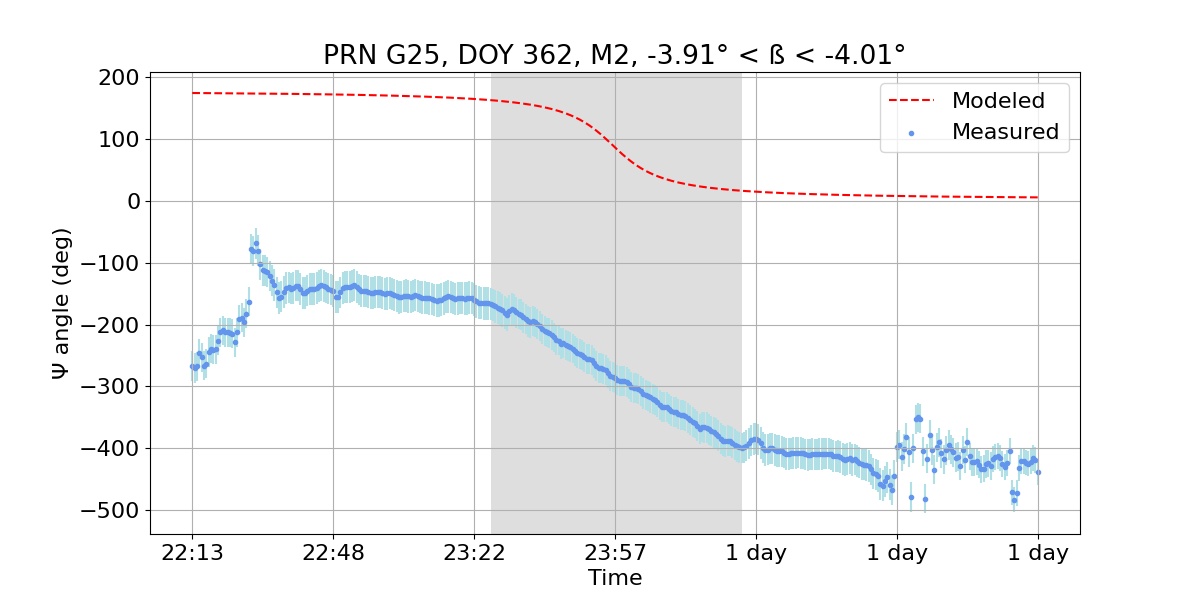 PRN G25, DOY 362, M2, -3.91° < ß < -4.01°
200
100
0
−100
−200
−300
−400
−500
Ψ angle (deg)
Modeled
Measured
22:13 22:48 23:22 23:57 1 day 1 day 1 day
Time